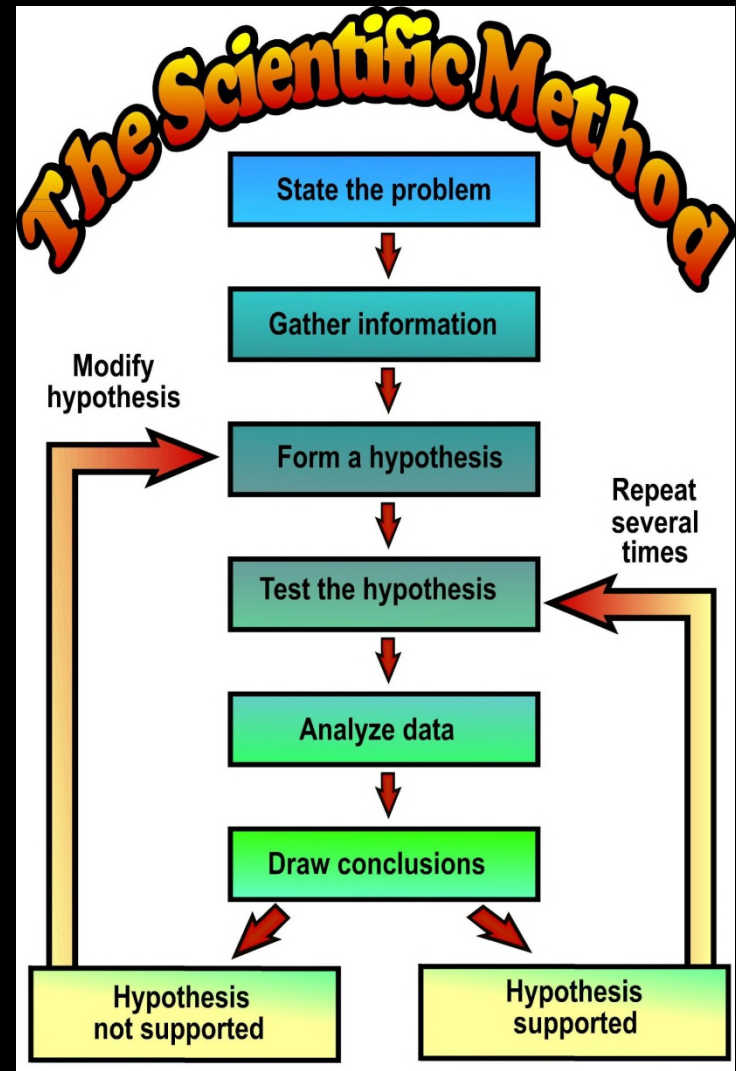 The Scientific Method
State the problem
Gather information
Modify
hypothesis
Form a hypothesis
Repeat
several
times
Test the hypothesis
Analyze data
Draw conclusions
Hypothesis
not supported
Hypothesis
supported